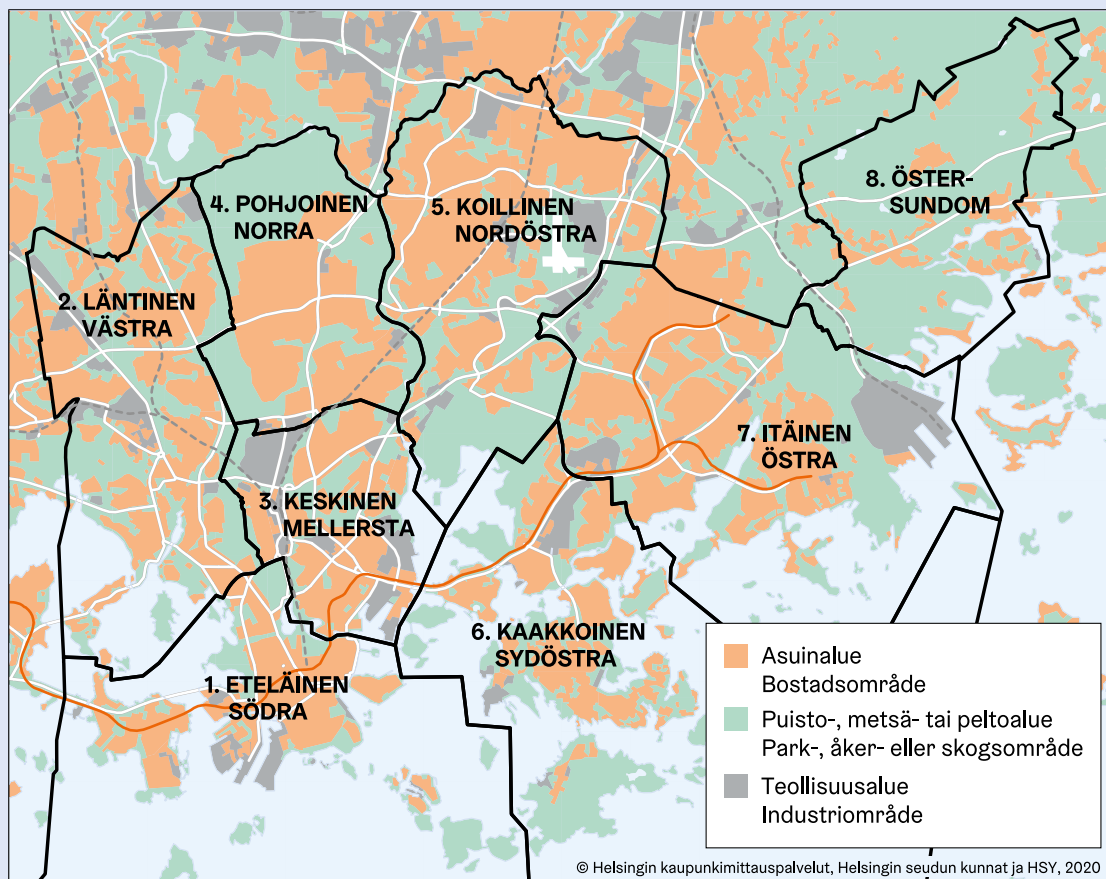 4. POHJOINEN
NORRA
5. KOILLINEN
NORDÖSTRA
8. ÖSTER-
SUNDOM
2. LÄNTINEN
VÄSTRA
7. ITÄINEN
ÖSTRA
3. KESKINEN
MELLERSTA
6. KAAKKOINEN
SYDÖSTRA
1. ETELÄINEN
SÖDRA
Asuinalue
Bostadsområde
Puisto-, metsä- tai peltoalue
Park-, åker- eller skogsområde
Teollisuusalue
Industriområde
© Helsingin kaupunkimittauspalvelut, Helsingin seudun kunnat ja HSY, 2020